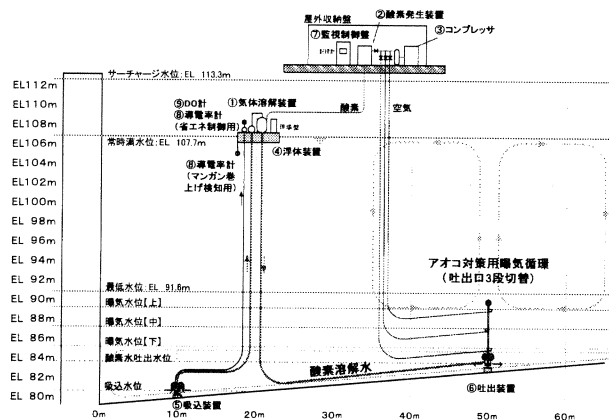 屋外収納盤
②酸素発生装置
⑦監視制御盤
③コンプレッサ
サーチャージ水位: EL 113.3m
EL112m
EL110m
EL108m
EL106m
EL104m
EL102m
EL100m
EL 98m
EL 96m
EL 94m
EL 92m
EL 90m
EL 88m
EL 86m
EL 84m
EL 82m
EL 80m
⑨DO計
①気体溶解装置
⑧導電率計
(省エネ制御用)
酸素
空気
常時満水位: EL 107.7m
④浮体装置
⑧導電率計
(マンガン巻
上げ検知用)
アオコ対策用曝気循環
(吐出口3段切替)
最低水位: EL 91.8m
曝気水位[上]
曝気水位[中]
曝気水位[下]
酸素水吐出水位
吸込水位
酸素溶解水
⑤吸込装置
⑥吐出装置
0m
10m
20m
30m
40m
50m
60m